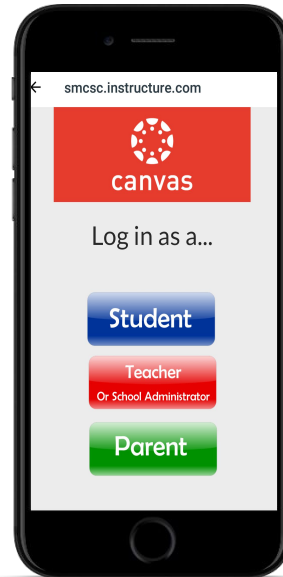 smcsc.instructure.com
canvas
Log in as a...
Student
Teacher
Or School Administrator
Parent